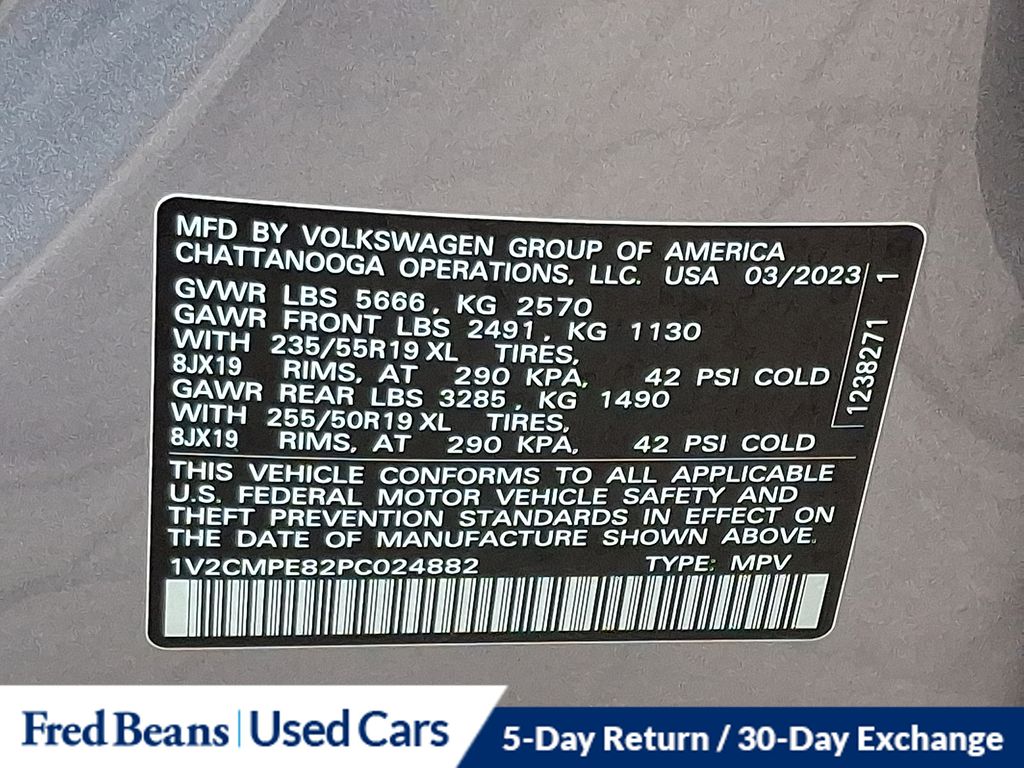 MFD BY VOLKSWAGEN GROUP OF AMERICA
CHATTANOOGA OPERATIONS, LLC. USA 03/2023
GVWR LBS 5666, KG 2570
GAWR FRONT LBS 2491, KG 1130
WITH 235/55R19 XL TIRES,
8JX19 RIMS, AT 290 KPA, 42 PSI COLD
GAWR REAR LBS 3285, KG 1490
WITH 255/50R19 XL TIRES,
8JX19 RIMS, AT 290 KPA, 42 PSI COLD
1238271 1
THIS VEHICLE CONFORMS TO ALL APPLICABLE
U.S. FEDERAL MOTOR VEHICLE SAFETY AND
THEFT PREVENTION STANDARDS IN EFFECT ON
THE DATE OF MANUFACTURE SHOWN ABOVE.
1V2CMPE82PC024882 TYPE: MPV
Fred Beans | Used Cars
5-Day Return / 30-Day Exchange